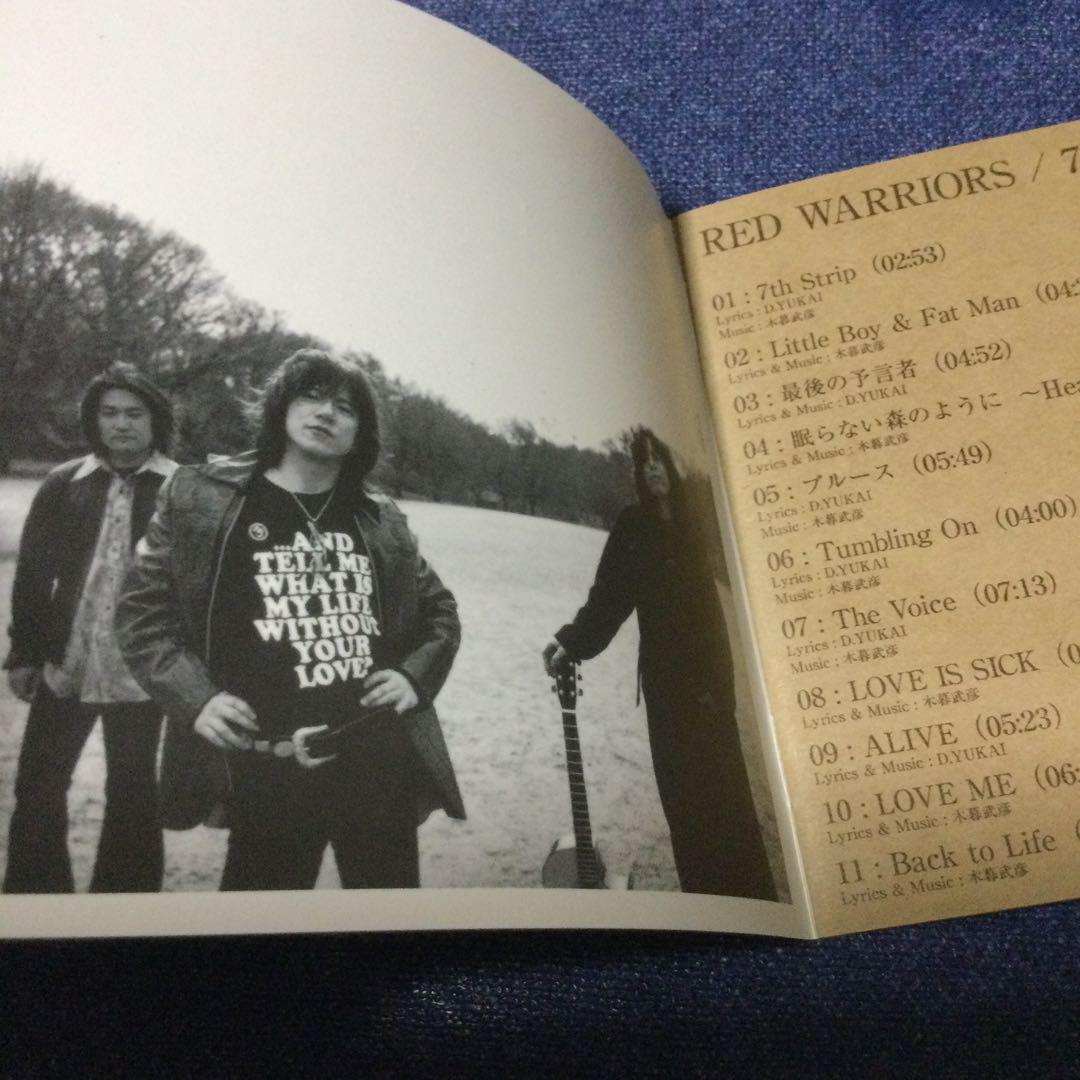 ...AND
TELL ME
WHAT IS
MY LIFE
WITHOUT
YOUR
LOVE?
RED WARRIORS / 7
01 : 7th Strip (02:53)
Lyrics : D.YUKAI
Music : 木暮武彦
02 : Little Boy & Fat Man (04:
Lyrics & Music : 木暮武彦
03 : 最後の予言者 (04:52)
Lyrics & Music : D.YUKAI
04 : 眠らない森のように ～Hea
Lyrics & Music : 木暮武彦
05 : ブルース (05:49)
Lyrics : D.YUKAI
Music : 木暮武彦
06 : Tumbling On (04:00)
Lyrics : D.YUKAI
Music : 木暮武彦
07 : The Voice (07:13)
Lyrics : D.YUKAI
Music : 木暮武彦
08 : LOVE IS SICK (0
Lyrics & Music : 木暮武彦
09 : ALIVE (05:23)
Lyrics & Music : D.YUKAI
10 : LOVE ME (06:
Lyrics & Music : 木暮武彦
11 : Back to Life (
Lyrics & Music : 木暮武彦